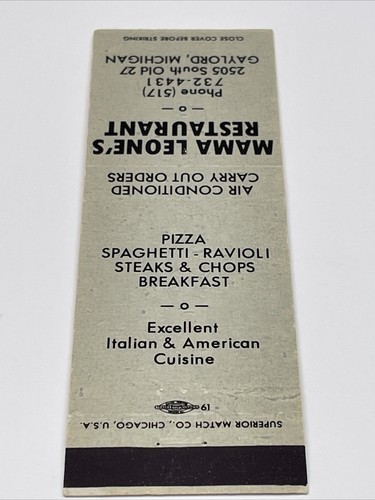 CLOSE COVER BEFORE STRIKING
MAMA LEONE'S
RESTAURANT
— o —
Phone (517)
732-4431
2505 South Old 27
GAYLORD, MICHIGAN
AIR CONDITIONED
CARRY OUT ORDERS
PIZZA
SPAGHETTI - RAVIOLI
STEAKS & CHOPS
BREAKFAST
— o —
Excellent
Italian & American
Cuisine
61
SUPERIOR MATCH CO., CHICAGO, U.S.A.